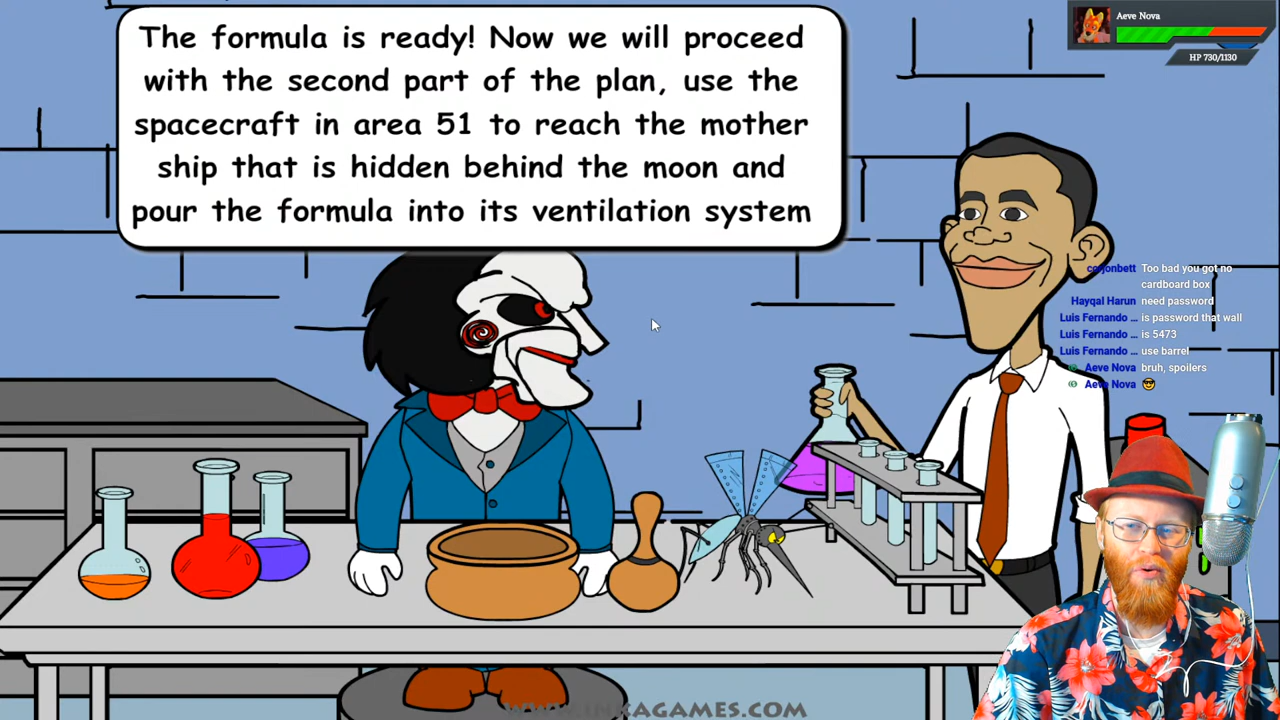 The formula is ready! Now we will proceed
with the second part of the plan, use the
spacecraft in area 51 to reach the mother
ship that is hidden behind the moon and
pour the formula into its ventilation system
Aeve Nova
HP 730/1130
Too bad you got no
cardboard box
Hayqal Harun need password
Luis Fernando ... is password that wall
Luis Fernando ... is 5473
Luis Fernando ... use barrel
Aeve Nova bruh, spoilers
Aeve Nova
WWW.INKAGAMES.COM